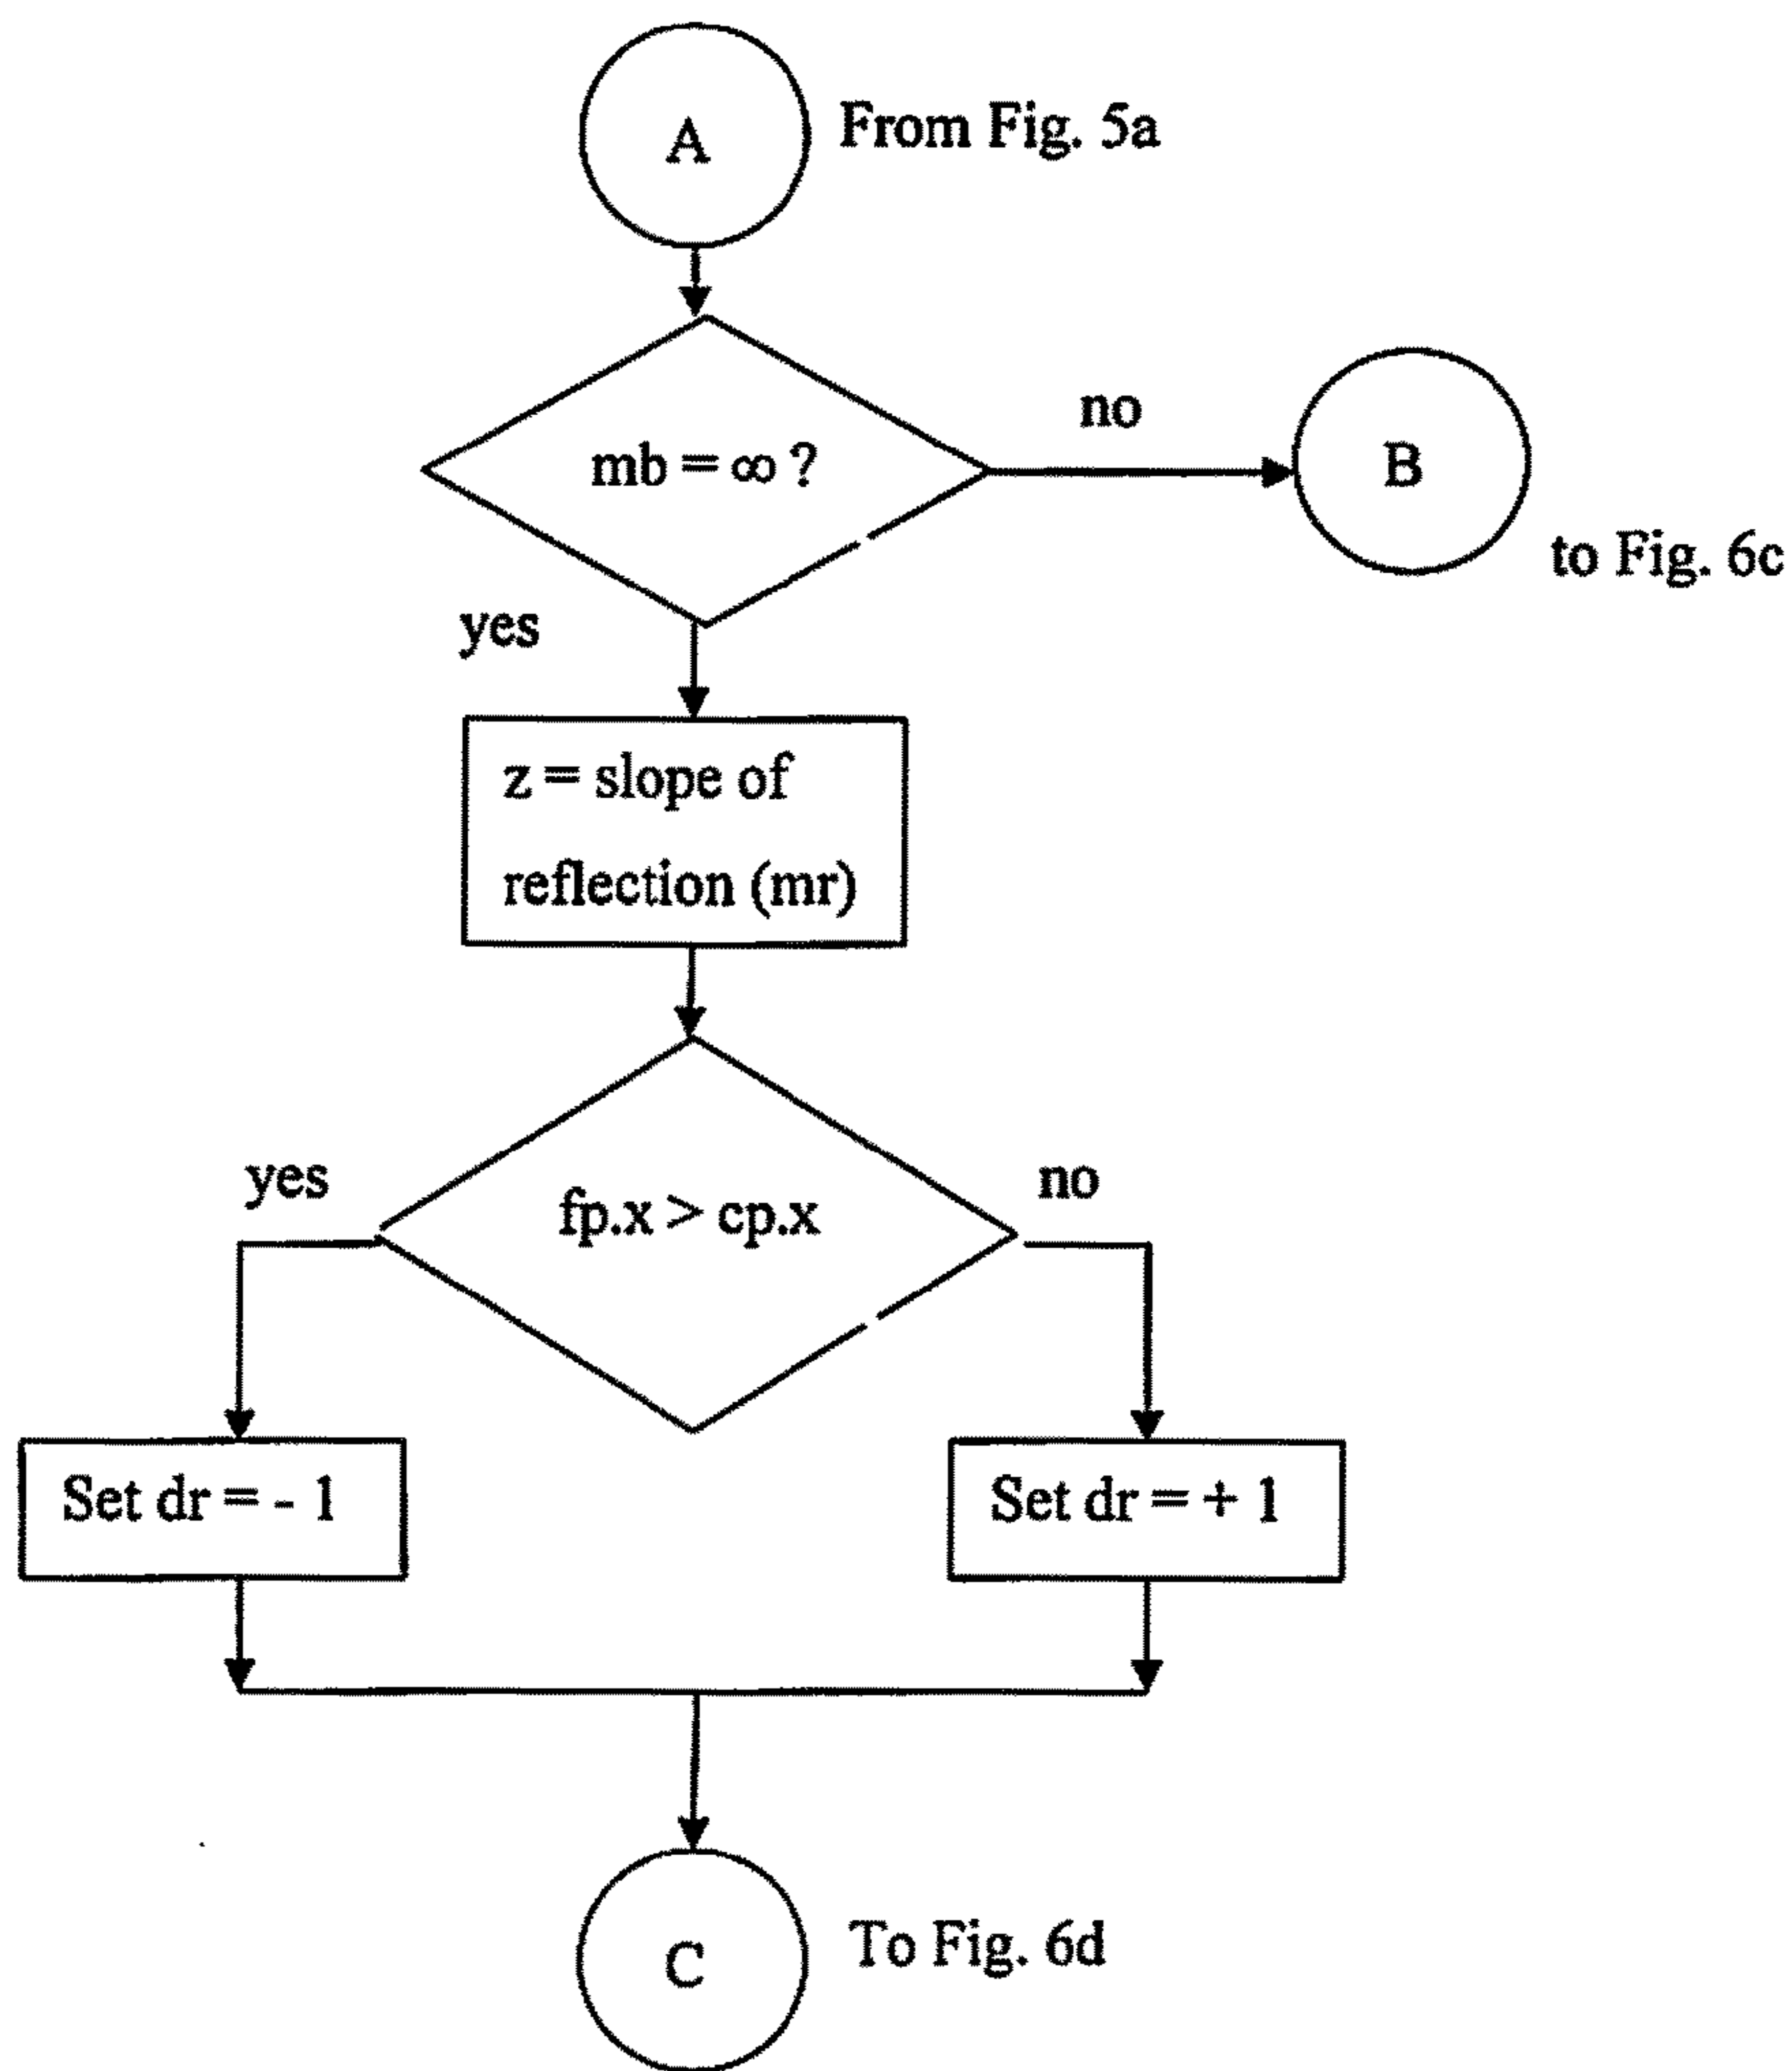 A
From Fig. 5a
mb = ∞ ?
no
B
to Fig. 6c
yes
z = slope of
reflection (mr)
yes
fp.x > cp.x
no
Set dr = - 1
Set dr = + 1
C
To Fig. 6d